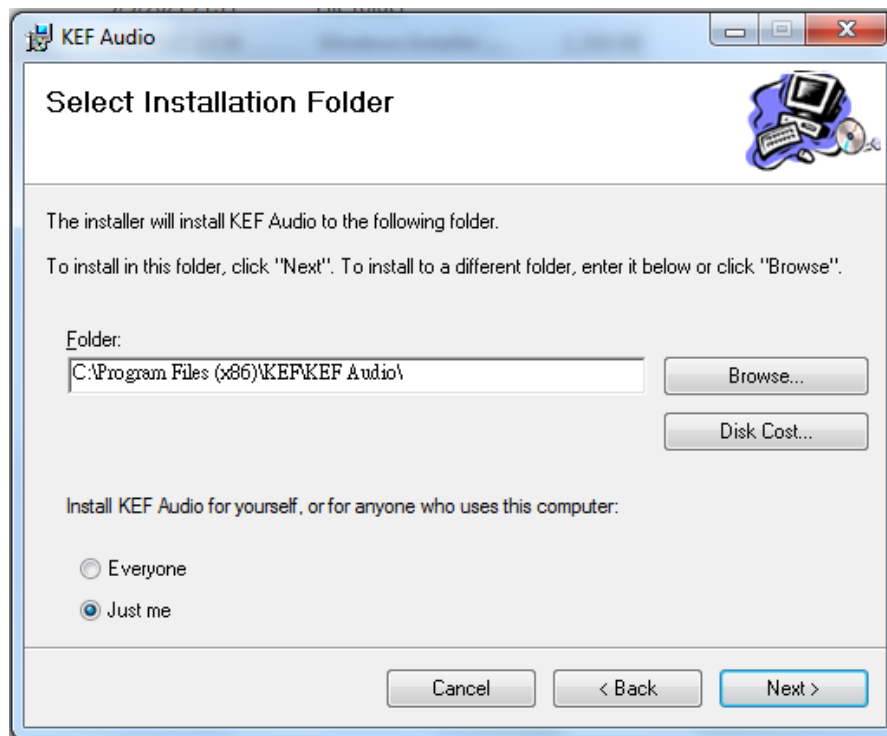 KEF Audio
Select Installation Folder
The installer will install KEF Audio to the following folder.
To install in this folder, click "Next". To install to a different folder, enter it below or click "Browse".
Folder:
C:\Program Files (x86)\KEF\KEF Audio\
Browse...
Disk Cost...
Install KEF Audio for yourself, or for anyone who uses this computer:
Everyone
Just me
Cancel
< Back
Next >